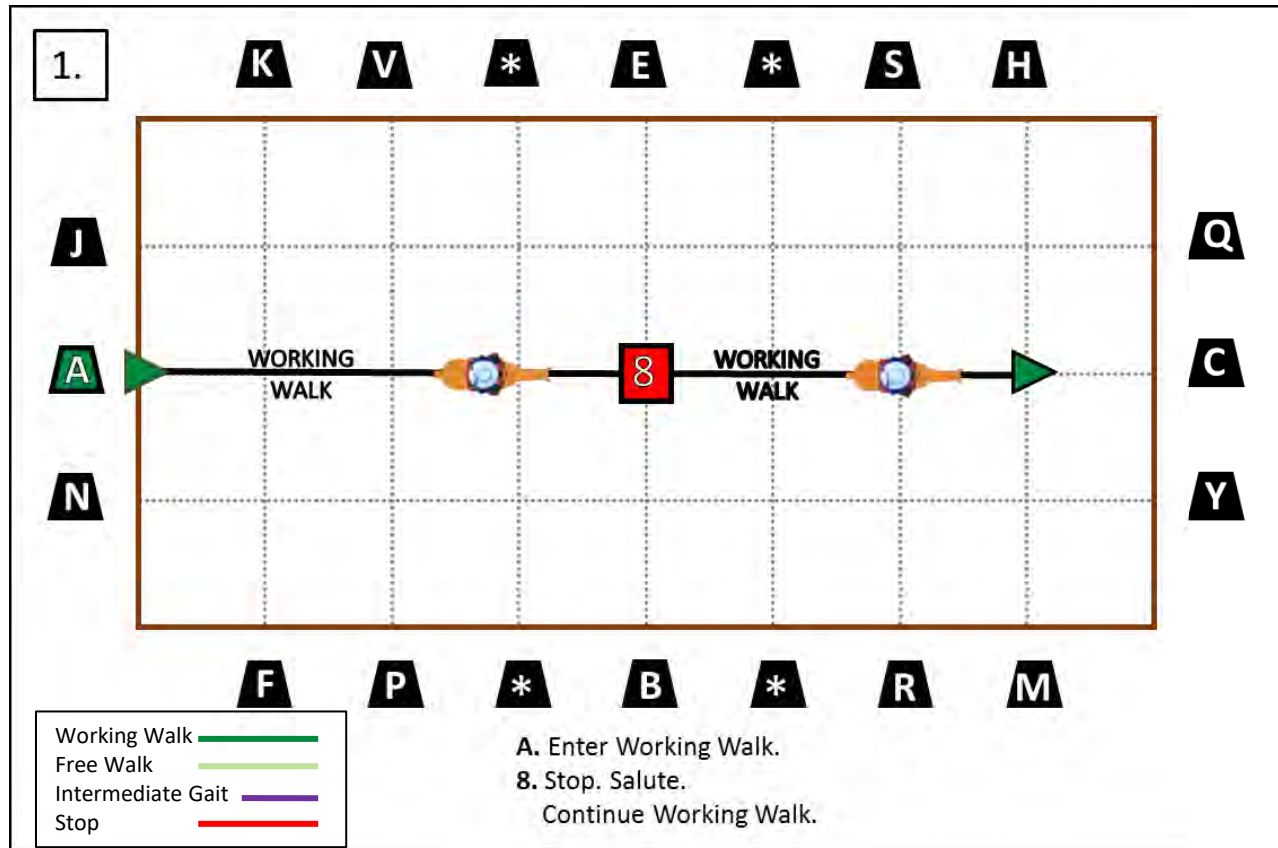 1.
K V * E * S H
J
Q
A
WORKING
WALK
8
WORKING
WALK
C
N
Y
F P * B * R M
Working Walk
Free Walk
Intermediate Gait
Stop
A. Enter Working Walk.
8. Stop. Salute.
Continue Working Walk.